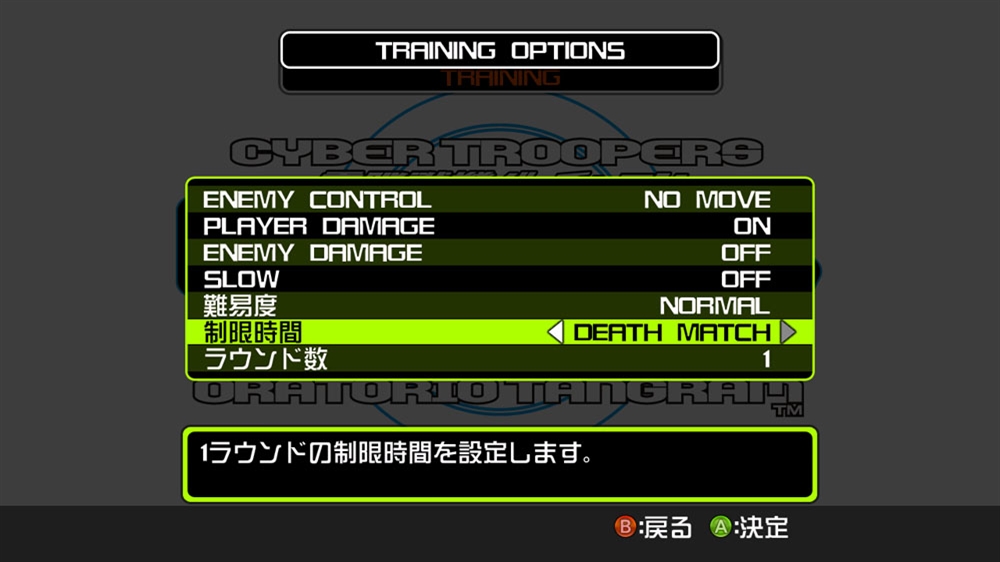 TRAINING OPTIONS
TRAINING
CYBER TROOPERS
ENEMY CONTROL NO MOVE
PLAYER DAMAGE ON
ENEMY DAMAGE OFF
SLOW OFF
難易度 NORMAL
制限時間 DEATH MATCH
ラウンド数 1
ORATORIO TANGRAM
TM
1ラウンドの制限時間を設定します。
B:戻る A:決定